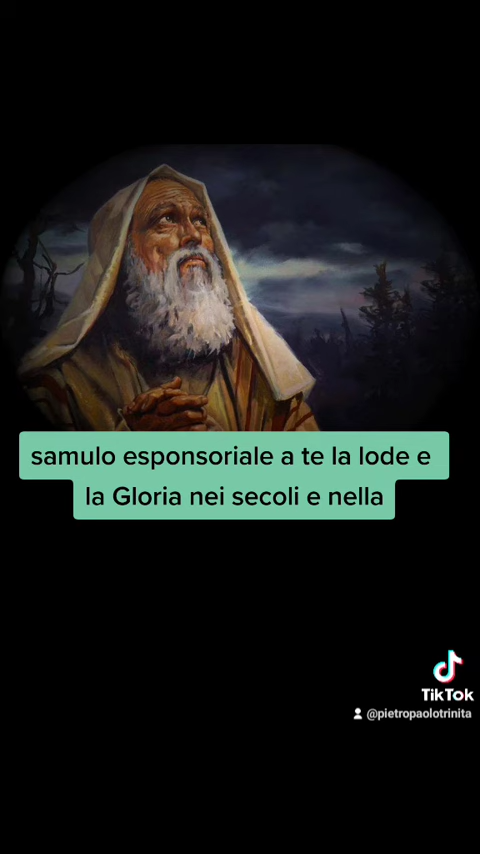 samulo esponsoriale a te la lode e
la Gloria nei secoli e nella
TikTok
@pietropaolotrinita